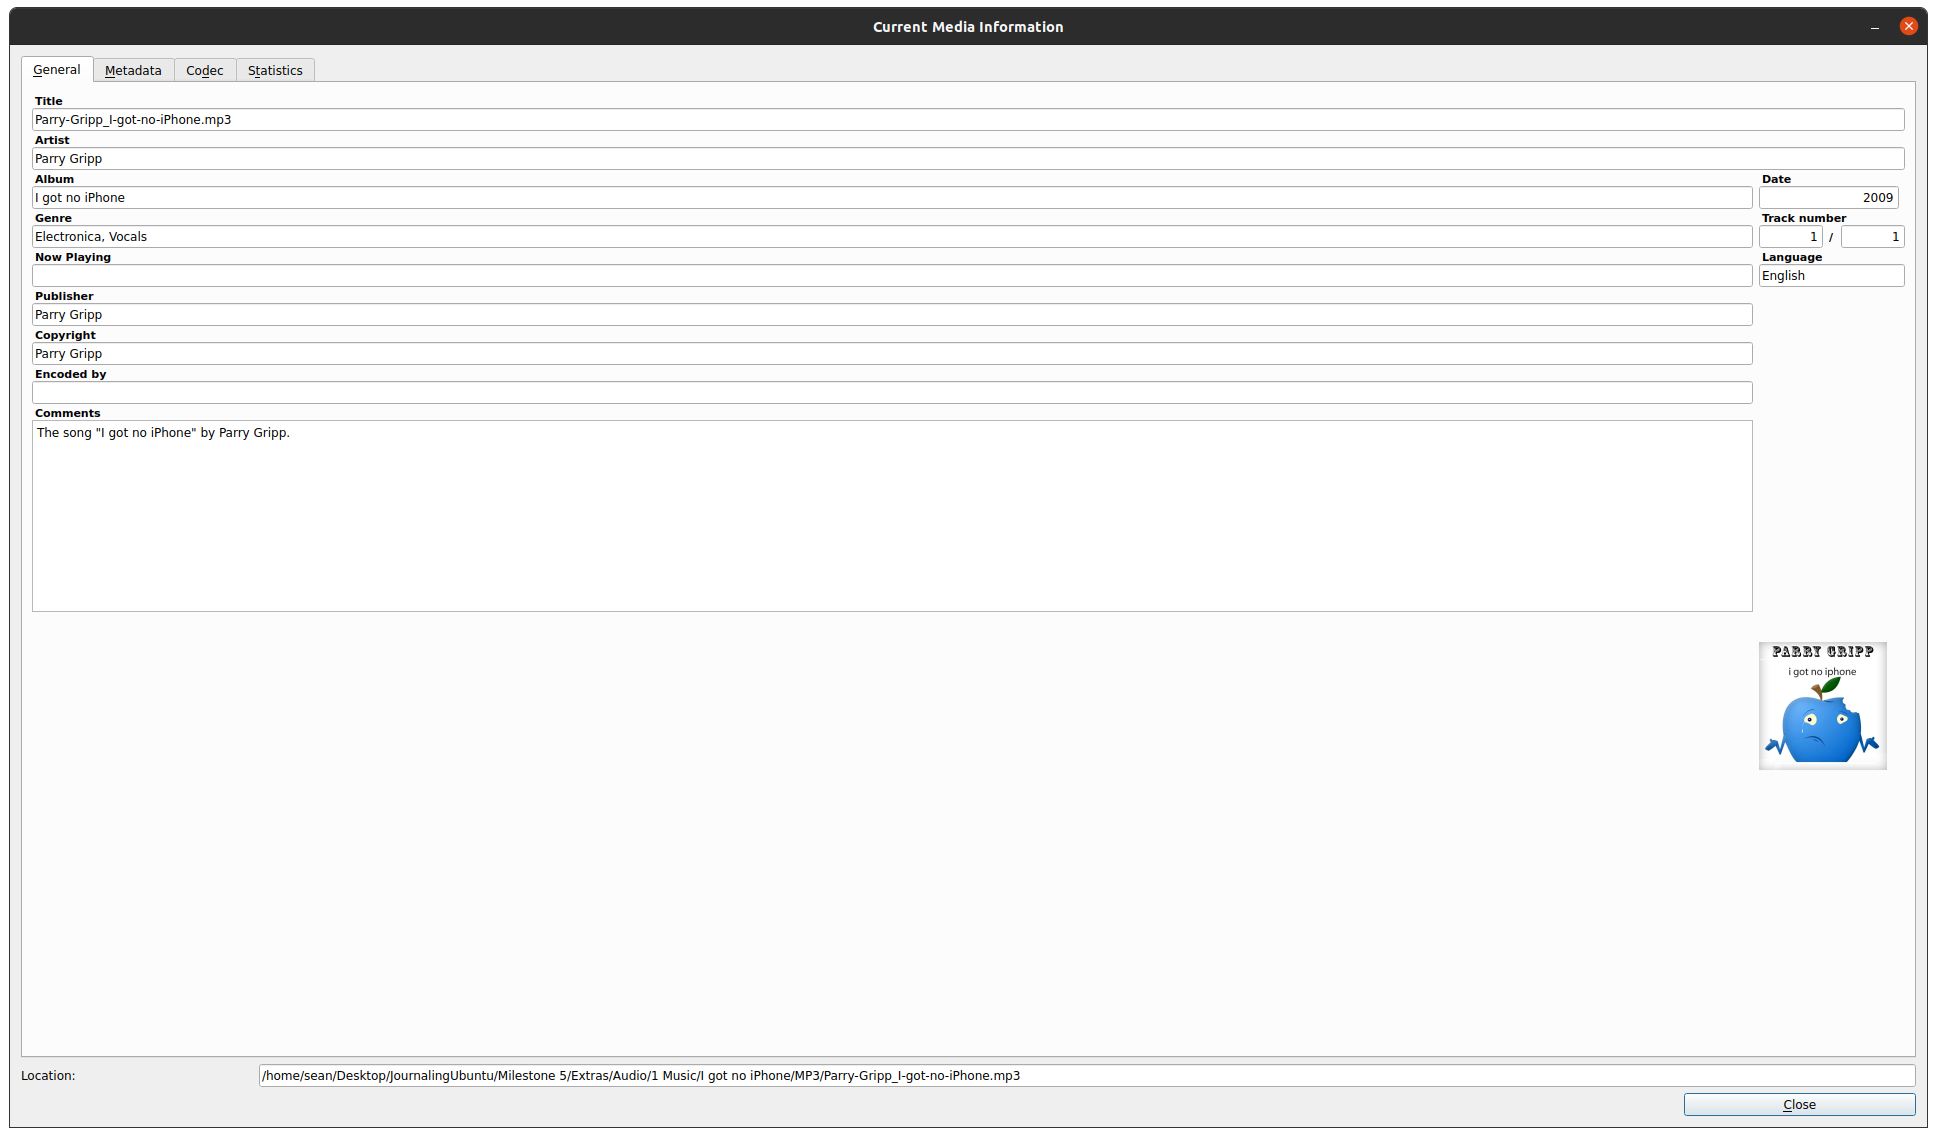 Current Media Information
General Metadata Codec Statistics
Title
Parry-Gripp_I-got-no-iPhone.mp3
Artist
Parry Gripp
Album Date
I got no iPhone 2009
Genre Track number
Electronica, Vocals 1 / 1
Now Playing Language
English
Publisher
Parry Gripp
Copyright
Parry Gripp
Encoded by
Comments
The song "I got no iPhone" by Parry Gripp.
PARRY GRIPP
i got no iphone
Location: /home/sean/Desktop/JournalingUbuntu/Milestone 5/Extras/Audio/1 Music/I got no iPhone/MP3/Parry-Gripp_I-got-no-iPhone.mp3
Close